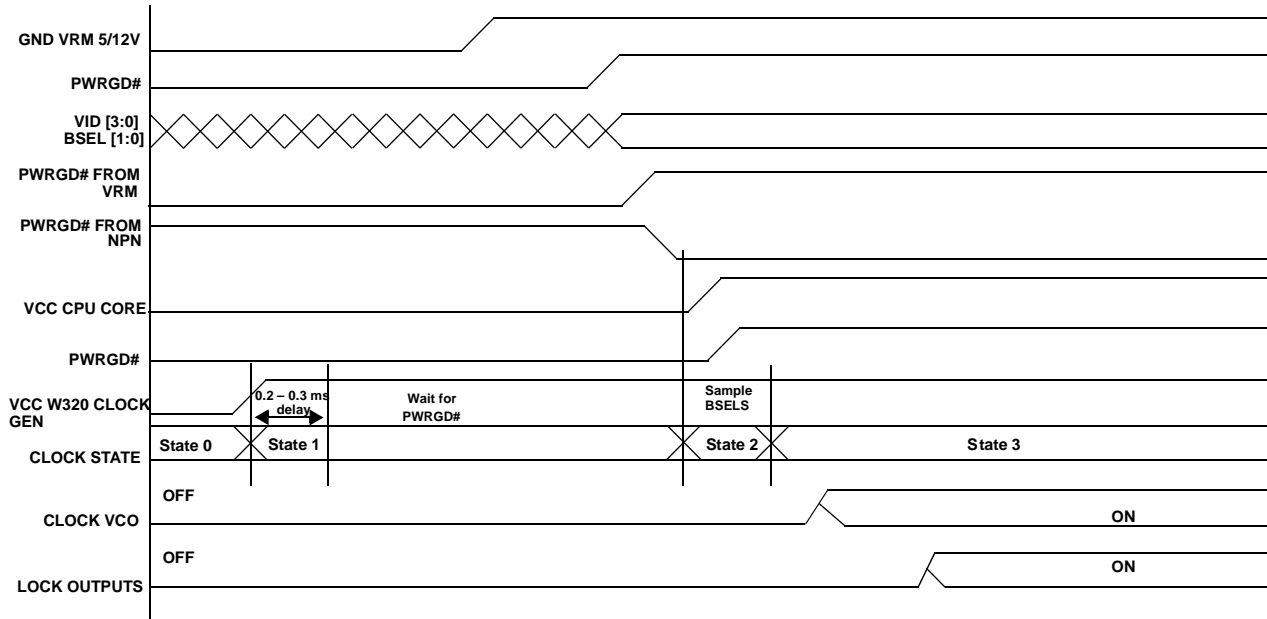 GND VRM 5/12V
PWRGD#
VID [3:0]
BSEL [1:0]
PWRGD# FROM
VRM
PWRGD# FROM
NPN
VCC CPU CORE
PWRGD#
VCC W320 CLOCK
GEN
0.2 – 0.3 ms
delay
Wait for
PWRGD#
Sample
BSELS
CLOCK STATE
State 0
State 1
State 2
State 3
OFF
CLOCK VCO
ON
OFF
LOCK OUTPUTS
ON